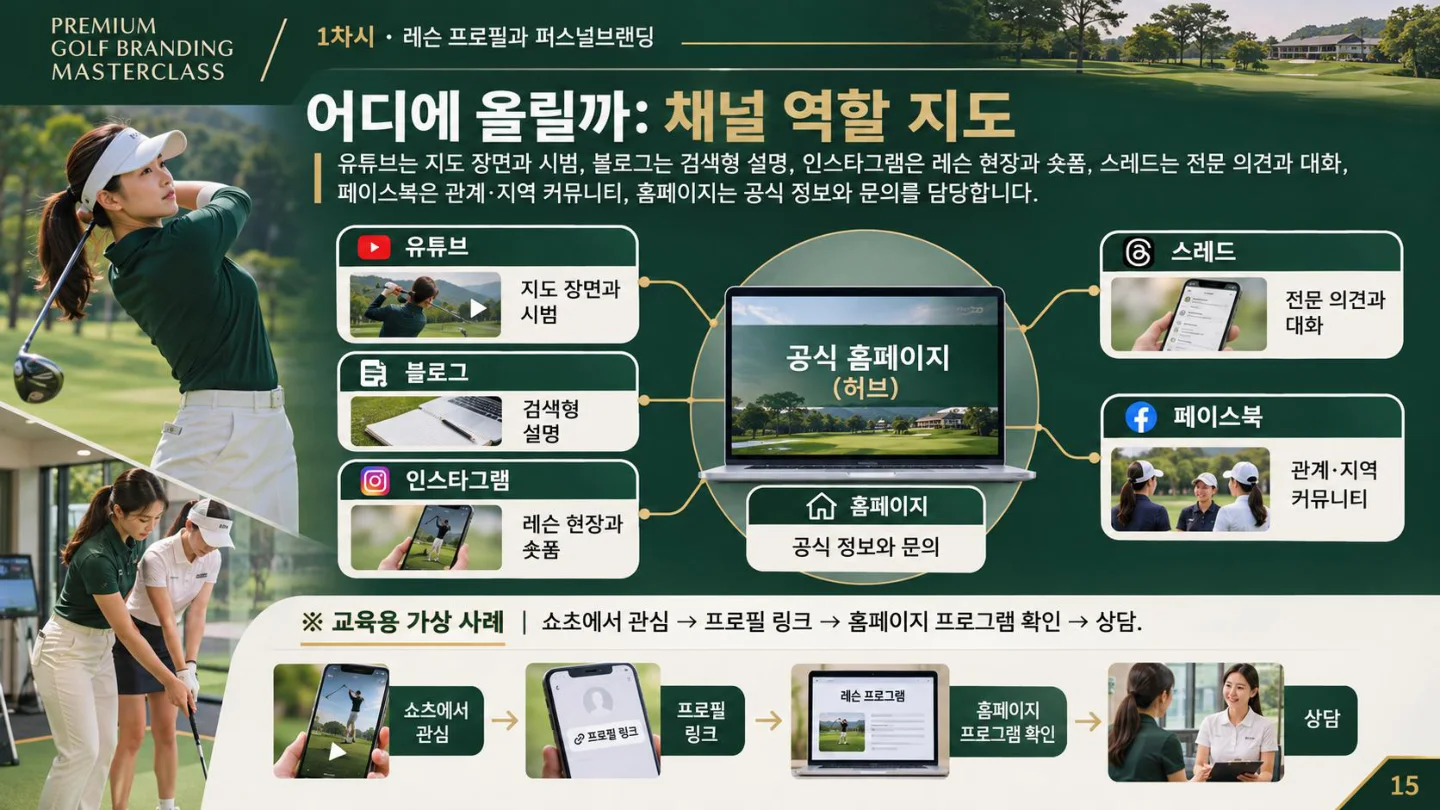 PREMIUM
GOLF BRANDING
MASTERCLASS
1차시 · 레슨 프로필과 퍼스널브랜딩
어디에 올릴까: 채널 역할 지도
유튜브는 지도 장면과 시범, 블로그는 검색형 설명, 인스타그램은 레슨 현장과 숏폼, 스레드는 전문 의견과 대화,
페이스북은 관계·지역 커뮤니티, 홈페이지는 공식 정보와 문의를 담당합니다.
유튜브
지도 장면과
시범
블로그
검색형
설명
인스타그램
레슨 현장과
숏폼
공식 홈페이지
(허브)
홈페이지
공식 정보와 문의
스레드
전문 의견과
대화
페이스북
관계·지역
커뮤니티
※ 교육용 가상 사례 | 쇼초에서 관심 → 프로필 링크 → 홈페이지 프로그램 확인 → 상담.
쇼츠에서
관심
프로필 링크
프로필
링크
레슨 프로그램
홈페이지
프로그램 확인
상담
15